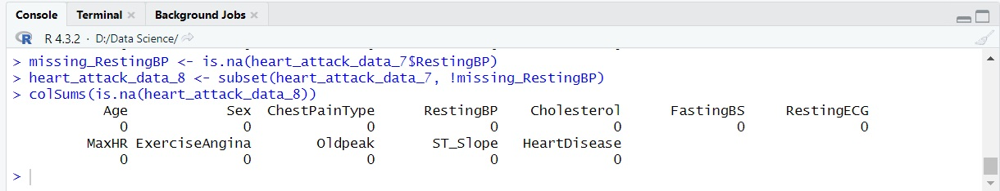 Console Terminal Background Jobs
R R 4.3.2 · D:/Data Science/
> missing_RestingBP <- is.na(heart_attack_data_7$RestingBP)
> heart_attack_data_8 <- subset(heart_attack_data_7, !missing_RestingBP)
> colSums(is.na(heart_attack_data_8))
Age Sex ChestPainType RestingBP Cholesterol FastingBS RestingECG
0 0 0 0 0 0 0
MaxHR ExerciseAngina Oldpeak ST_Slope HeartDisease
0 0 0 0 0
>